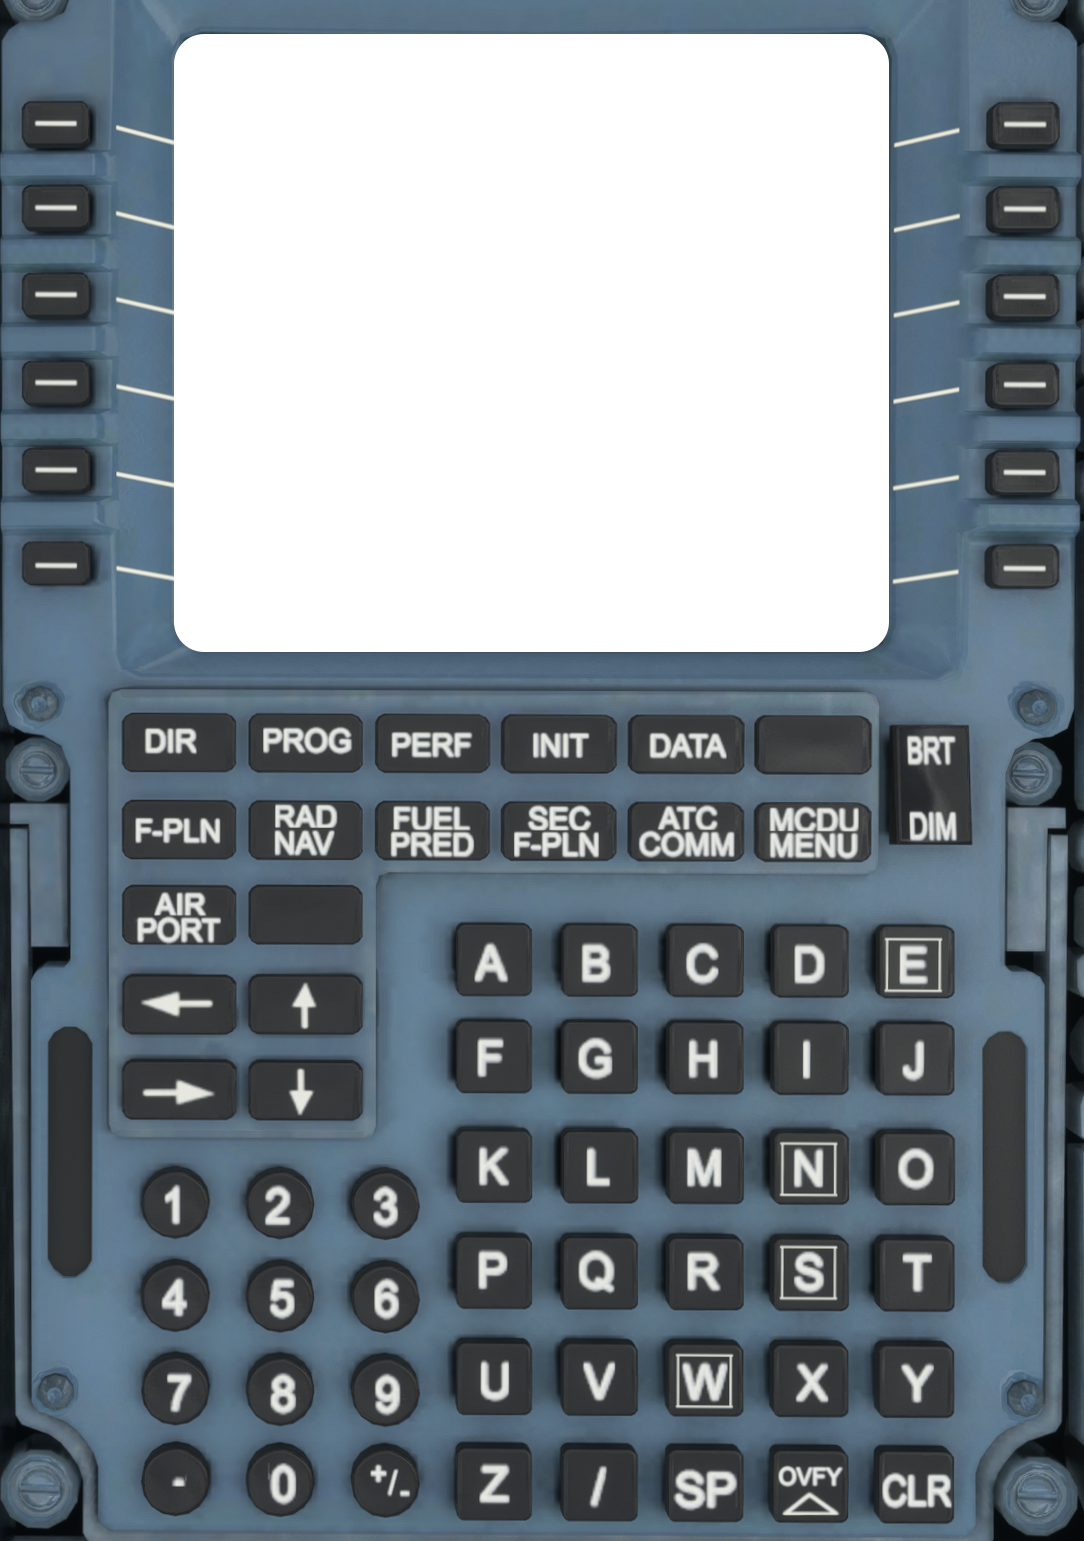 DIR PROG PERF INIT DATA
BRT
DIM
F-PLN RAD NAV FUEL PRED SEC F-PLN ATC COMM MCDU MENU
AIR PORT
A B C D E
F G H I J
K L M N O
1 2 3
P Q R S T
4 5 6
U V W X Y
7 8 9
Z / SP OVFY CLR
. 0 +/-